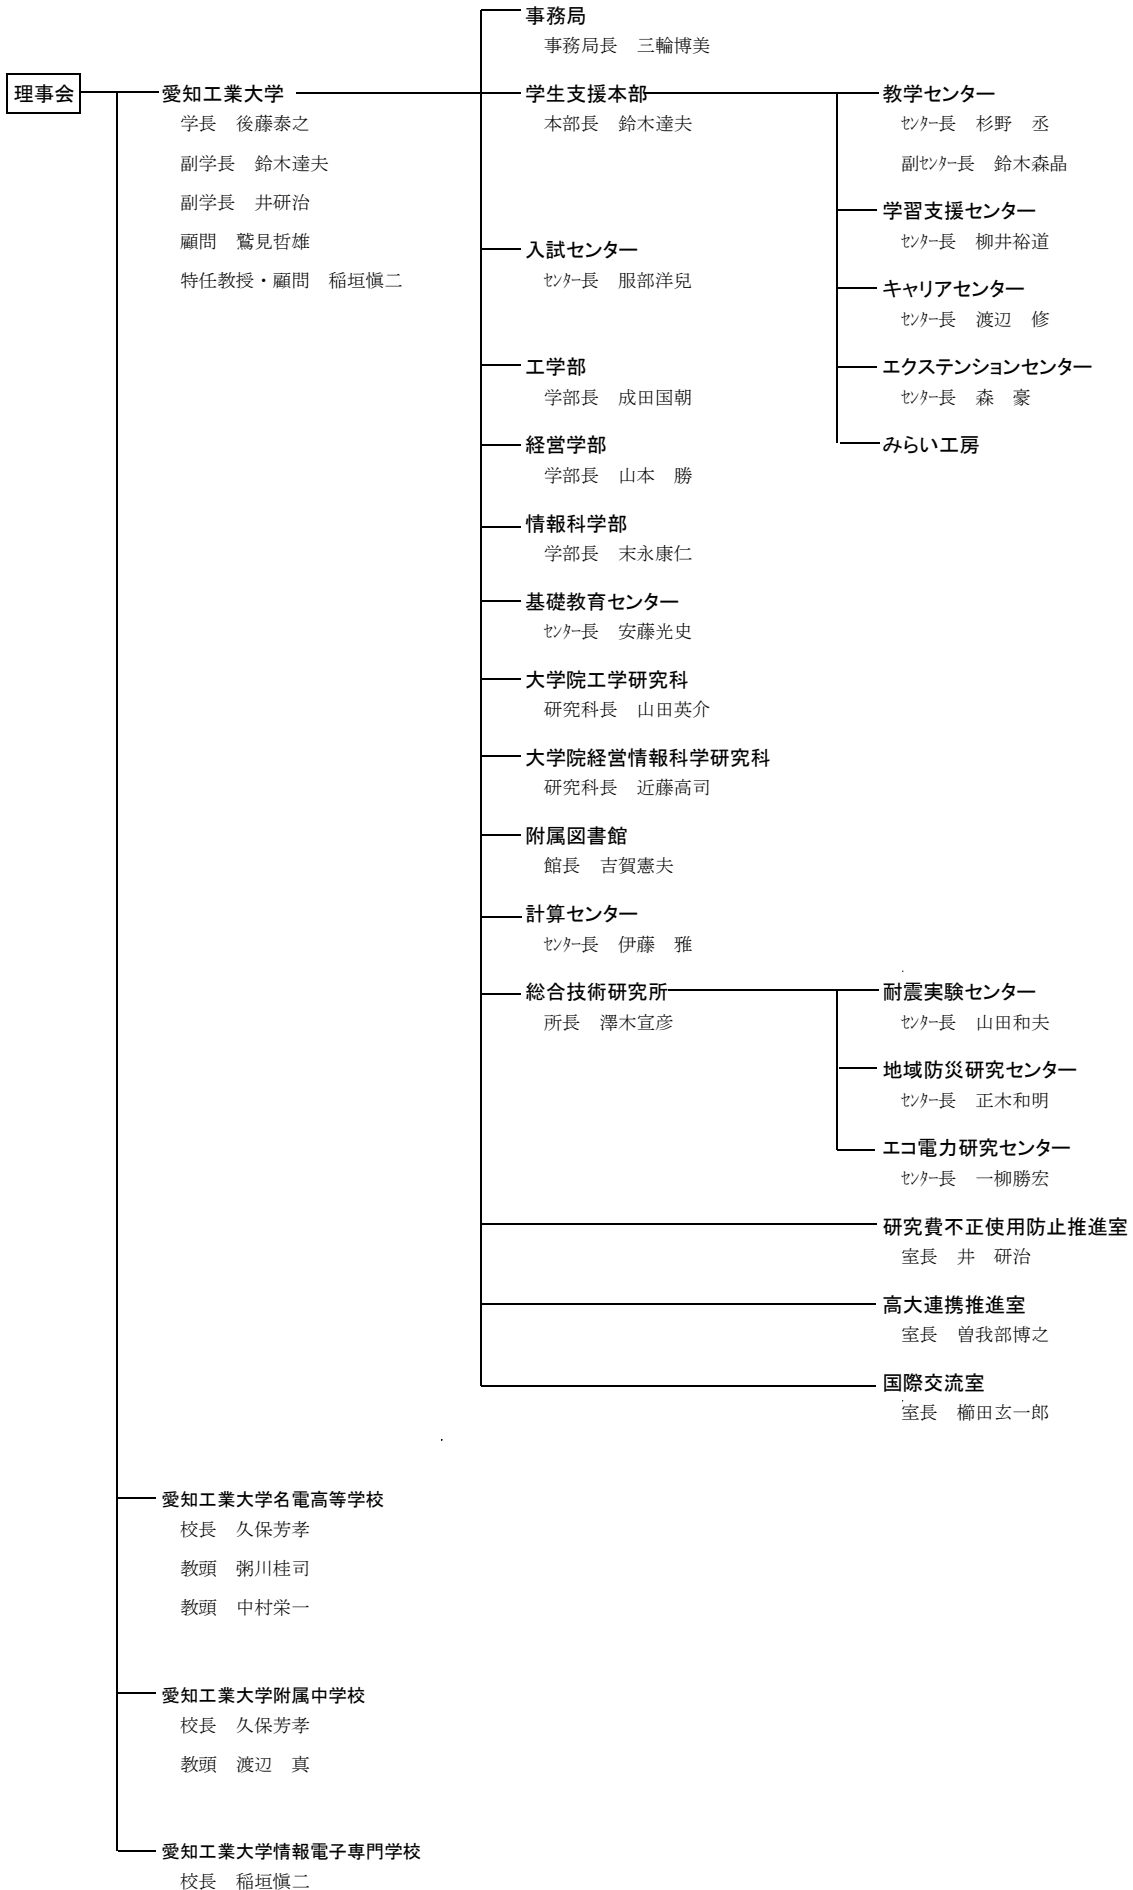 理事会
愛知工業大学
学長　後藤泰之
副学長　鈴木達夫
副学長　井研治
顧問　鷲見哲雄
特任教授・顧問　稲垣愼二
事務局
事務局長　三輪博美
学生支援本部
本部長　鈴木達夫
教学センター
ｾﾝﾀｰ長　杉野　丞
副ｾﾝﾀｰ長　鈴木森晶
学習支援センター
ｾﾝﾀｰ長　柳井裕道
キャリアセンター
ｾﾝﾀｰ長　渡辺　修
エクステンションセンター
ｾﾝﾀｰ長　森　豪
みらい工房
入試センター
ｾﾝﾀｰ長　服部洋兒
工学部
学部長　成田国朝
経営学部
学部長　山本　勝
情報科学部
学部長　末永康仁
基礎教育センター
ｾﾝﾀｰ長　安藤光史
大学院工学研究科
研究科長　山田英介
大学院経営情報科学研究科
研究科長　近藤高司
附属図書館
館長　吉賀憲夫
計算センター
ｾﾝﾀｰ長　伊藤　雅
総合技術研究所
所長　澤木宣彦
耐震実験センター
ｾﾝﾀｰ長　山田和夫
地域防災研究センター
ｾﾝﾀｰ長　正木和明
エコ電力研究センター
ｾﾝﾀｰ長　一柳勝宏
研究費不正使用防止推進室
室長　井　研治
高大連携推進室
室長　曽我部博之
国際交流室
室長　櫛田玄一郎
愛知工業大学名電高等学校
校長　久保芳孝
教頭　粥川桂司
教頭　中村栄一
愛知工業大学附属中学校
校長　久保芳孝
教頭　渡辺　真
愛知工業大学情報電子専門学校
校長　稲垣愼二